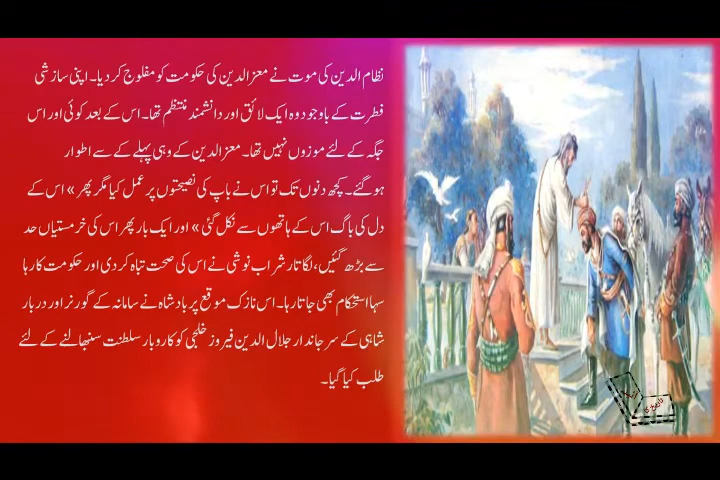 نظام الدین کی موت نے معزالدین کی حکومت کو مفلوج کر دیا۔ اپنی سازشی
فطرت کے باوجود وہ ایک لائق اور دانشمند منتظم تھا۔ اس کے بعد کوئی اور اس
جگہ کے لئے موزوں نہیں تھا۔ معزالدین کے وہی پہلے کے سے اطوار
ہو گئے۔ کچھ دنوں تک تو اس نے باپ کی نصیحتوں پر عمل کیا مگر پھر » اس کے
دل کی باگ اس کے ہاتھوں سے نکل گئی » اور ایک بار پھر اس کی خرمستیاں حد
سے بڑھ گئیں، لگاتار شراب نوشی نے اس کی صحت تباہ کر دی اور حکومت کا رہا
سہا استحکام بھی جاتا رہا۔ اس نازک موقع پر بادشاہ نے سامانہ کے گورنر اور دربار
شاہی کے سر جاندار جلال الدین فیروز خلجی کو کاروبار سلطنت سنبھالنے کے لئے
طلب کیا گیا۔